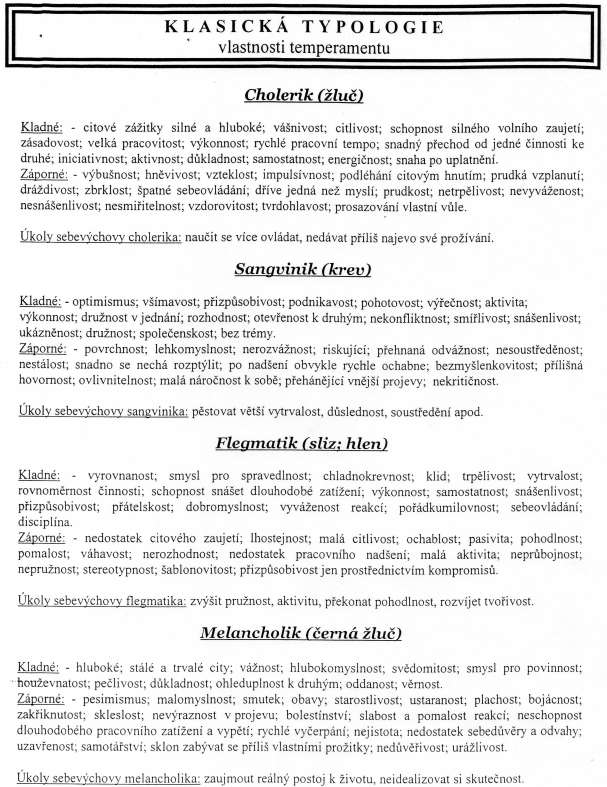 KLASICKÁ TYPOLOGIE
vlastnosti temperamentu
Cholerik (žluč)
Kladné: - citové zážitky silné a hluboké; vášnivost; citlivost; schopnost silného volního zaujetí;
zásadovost; velká pracovitost; výkonnost; rychlé pracovní tempo; snadný přechod od jedné činnosti ke
druhé; iniciativnost; aktivnost; důkladnost; samostatnost; energičnost; snaha po uplatnění.
Záporné: - výbušnost; hněvivost; vzteklost; impulsívnost; podléhání citovým hnutím; prudká vzplanutí;
dráždivost; zbrklost; špatné sebeovládání; dříve jedná než myslí; prudkost; netrpělivost; nevyváženost;
nesnášenlivost; nesmiřitelnost; vzdorovitost; tvrdohlavost; prosazování vlastní vůle.
Úkoly sebevýchovy cholerika: naučit se více ovládat, nedávat příliš najevo své prožívání.
Sangvinik (krev)
Kladné: - optimismus; všímavost; přizpůsobivost; podnikavost; pohotovost; výřečnost; aktivita;
výkonnost; družnost v jednání; rozhodnost; otevřenost k druhým; nekonfliktnost; smířlivost; snášenlivost;
ukázněnost; družnost; společenskost; bez trémy.
Záporné: - povrchnost; lehkomyslnost; nerozvážnost; riskující; přehnaná odvážnost; nesoustředěnost;
nestálost; snadno se nechá rozptýlit; po nadšení obvykle rychle ochabne; bezmyšlenkovitost; přílišná
hovornost; ovlivnitelnost; malá náročnost k sobě; přehánějící vnější projevy; nekritičnost.
Úkoly sebevýchovy sangvinika: pěstovat větší vytrvalost, důslednost, soustředění apod.
Flegmatik (sliz; hlen)
Kladné: - vyrovnanost; smysl pro spravedlnost; chladnokrevnost; klid; trpělivost; vytrvalost;
rovnoměrnost činnosti; schopnost snášet dlouhodobé zatížení; výkonnost; samostatnost; snášenlivost;
přizpůsobivost; přátelskost; dobromyslnost; vyváženost reakcí; pořádkumilovnost; sebeovládání;
disciplína.
Záporné: - nedostatek citového zaujetí; lhostejnost; malá citlivost; ochablost; pasivita; pohodlnost;
pomalost; váhavost; nerozhodnost; nedostatek pracovního nadšení; malá aktivita; neprůbojnost;
nepružnost; stereotypnost; šablonovitost; přizpůsobivost jen prostřednictvím kompromisů.
Úkoly sebevýchovy flegmatika: zvýšit pružnost, aktivitu, překonat pohodlnost, rozvíjet tvořivost.
Melancholik (černá žluč)
Kladné: - hluboké; stálé a trvalé city; vážnost; hlubokomyslnost; svědomitost; smysl pro povinnost;
houževnatost; pečlivost; důkladnost; ohleduplnost k druhým; oddanost; věrnost.
Záporné: - pesimismus; malomyslnost; smutek; obavy; starostlivost; ustaranost; plachost; bojácnost;
zakřiknutost; skleslost; nevýraznost v projevu; bolestínství; slabost a pomalost reakcí; neschopnost
dlouhodobého pracovního zatížení a vypětí; rychlé vyčerpání; nejistota; nedostatek sebedůvěry a odvahy;
uzavřenost; samotářství; sklon zabývat se příliš vlastními prožitky; nedůvěřivost; urážlivost.
Úkoly sebevýchovy melancholika: zaujmout reálný postoj k životu, neidealizovat si skutečnost.